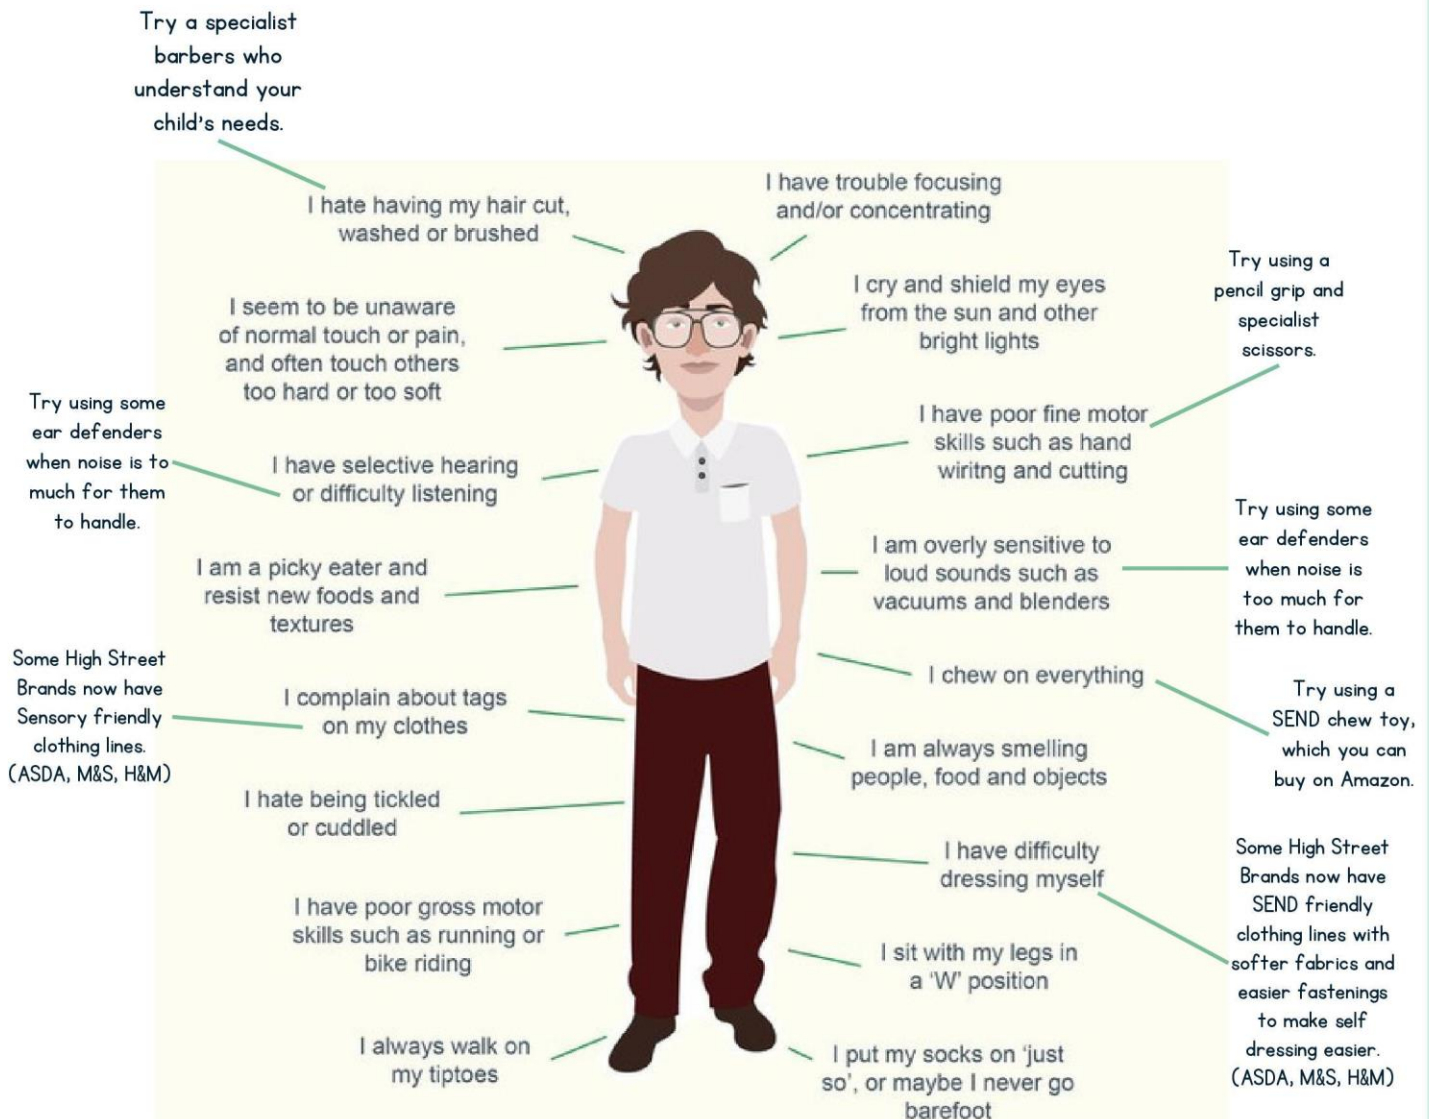 Try a specialist
barbers who
understand your
child's needs.
I hate having my hair cut,
washed or brushed
I have trouble focusing
and/or concentrating
I seem to be unaware
of normal touch or pain,
and often touch others
too hard or too soft
I cry and shield my eyes
from the sun and other
bright lights
Try using a
pencil grip and
specialist
scissors.
Try using some
ear defenders
when noise is to
much for them
to handle.
I have selective hearing
or difficulty listening
I have poor fine motor
skills such as hand
wiritng and cutting
I am a picky eater and
resist new foods and
textures
I am overly sensitive to
loud sounds such as
vacuums and blenders
Try using some
ear defenders
when noise is
too much for
them to handle.
Some High Street
Brands now have
Sensory friendly
clothing lines.
(ASDA, M&S, H&M)
I complain about tags
on my clothes
I chew on everything
Try using a
SEND chew toy,
which you can
buy on Amazon.
I hate being tickled
or cuddled
I am always smelling
people, food and objects
I have difficulty
dressing myself
Some High Street
Brands now have
SEND friendly
clothing lines with
softer fabrics and
easier fastenings
to make self
dressing easier.
(ASDA, M&S, H&M)
I have poor gross motor
skills such as running or
bike riding
I sit with my legs in
a 'W' position
I always walk on
my tiptoes
I put my socks on 'just
so', or maybe I never go
barefoot